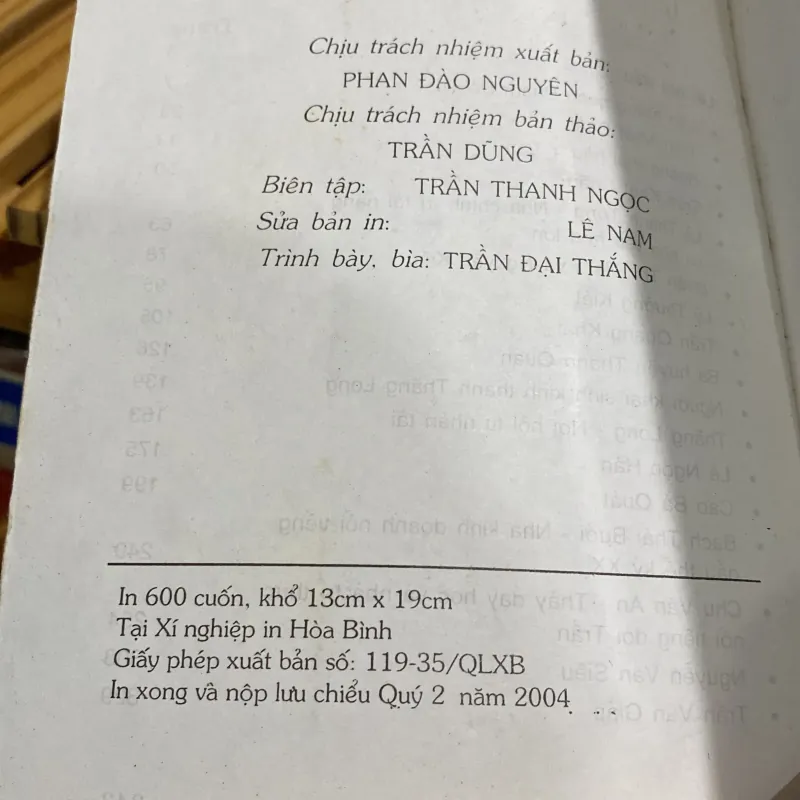 Chịu trách nhiệm xuất bản:
PHAN ĐÀO NGUYÊN
Chịu trách nhiệm bản thảo:
TRẦN DŨNG
Biên tập: TRẦN THANH NGỌC
Sửa bản in: LÊ NAM
Trình bày, bìa: TRẦN ĐẠI THẮNG
In 600 cuốn, khổ 13cm x 19cm
Tại Xí nghiệp in Hòa Bình
Giấy phép xuất bản số: 119-35/QLXB
In xong và nộp lưu chiểu Quý 2 năm 2004